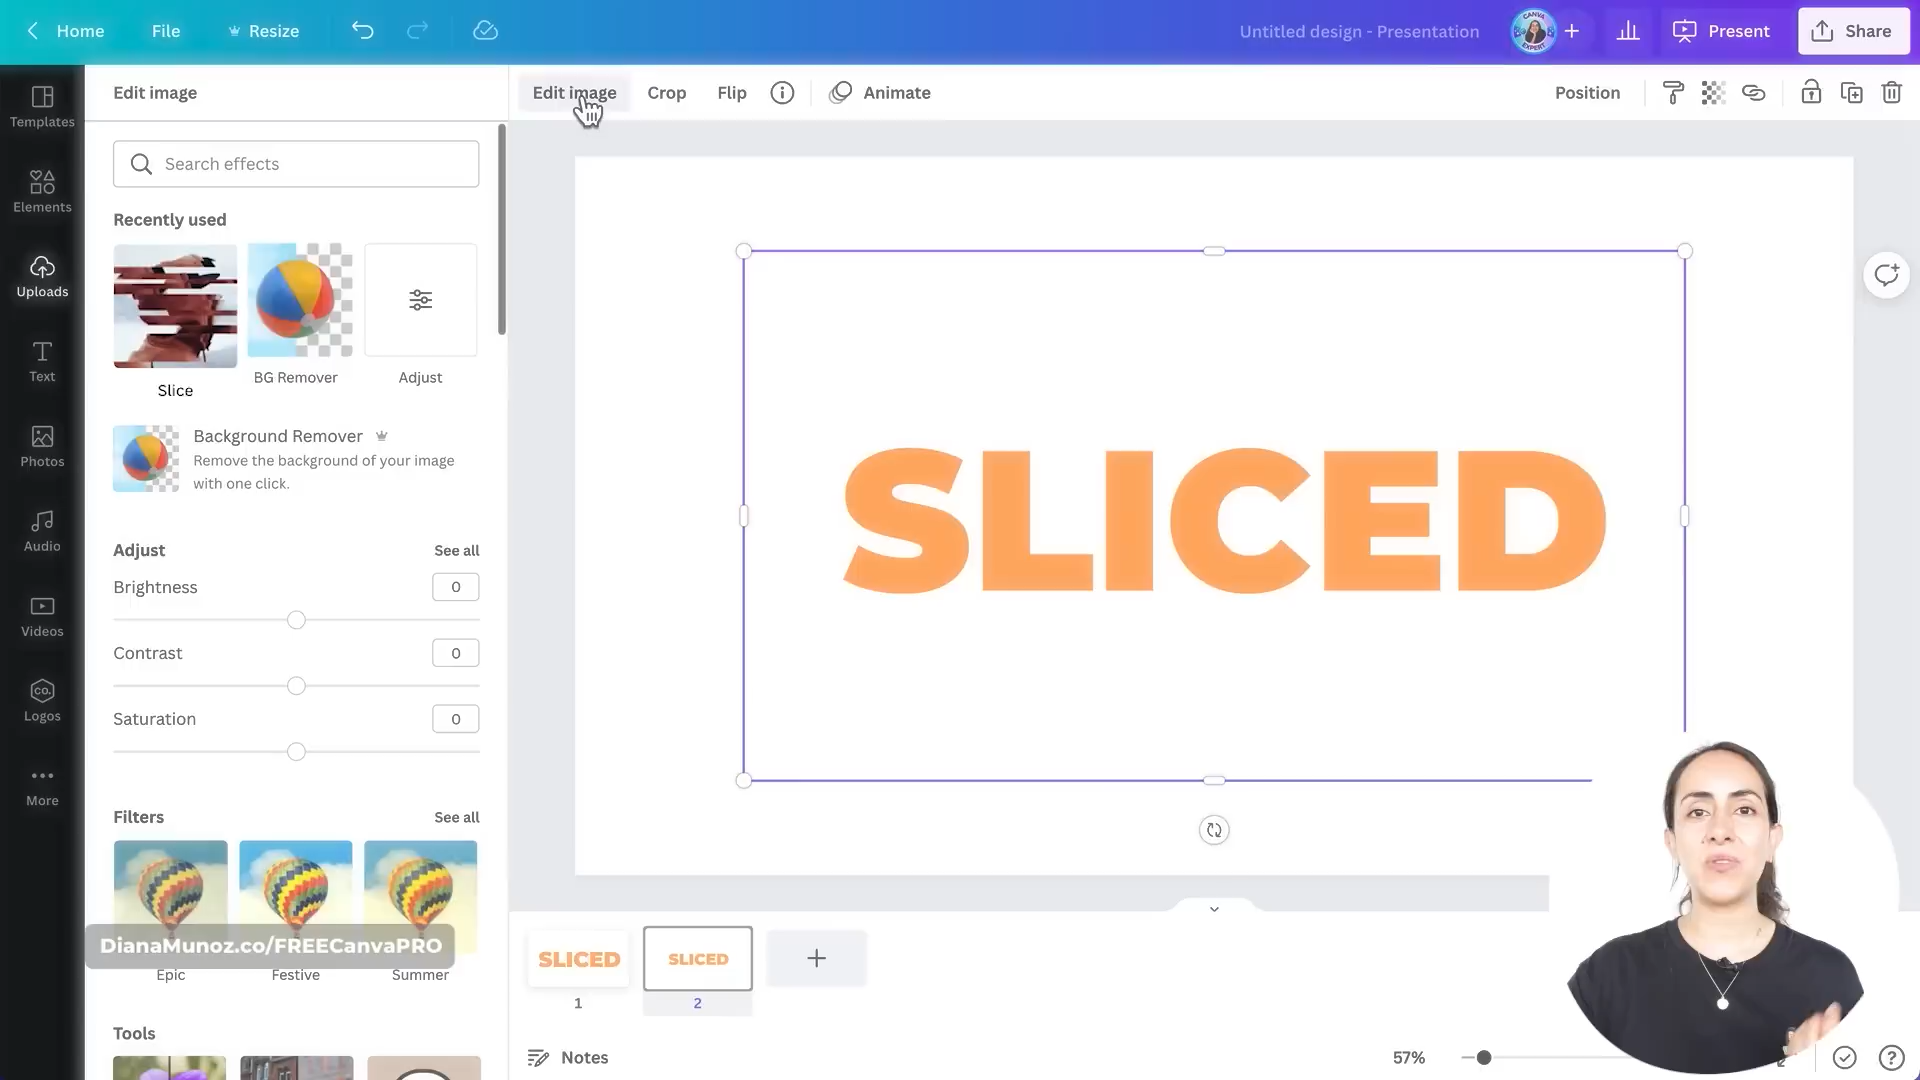 Home
File
Resize
Untitled design - Presentation
CANVA
EXPERT
Present
Share
Templates
Elements
Uploads
Text
Photos
Audio
Videos
CO.
Logos
More
Edit image
Search effects
Recently used
Slice
BG Remover
Adjust
Background Remover
Remove the background of your image
with one click.
Adjust
See all
Brightness
0
Contrast
0
Saturation
0
Filters
See all
DianaMunoz.co/FREECanvaPRO
Epic
Festive
Summer
Tools
Edit image
Crop
Flip
Animate
Position
SLICED
SLICED
SLICED
1
2
Notes
57%